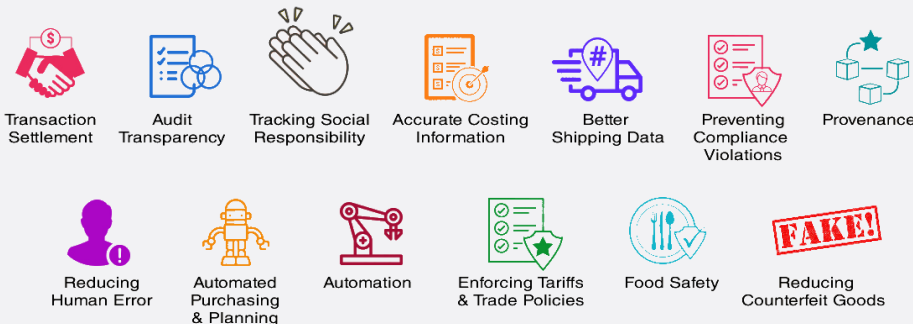 $
#
Transaction
Settlement
Audit
Transparency
Tracking Social
Responsibility
Accurate Costing
Information
Better
Shipping Data
Preventing
Compliance
Violations
Provenance
!
Reducing
Human Error
Automated
Purchasing
& Planning
Automation
Enforcing Tariffs
& Trade Policies
Food Safety
FAKE!
Reducing
Counterfeit Goods